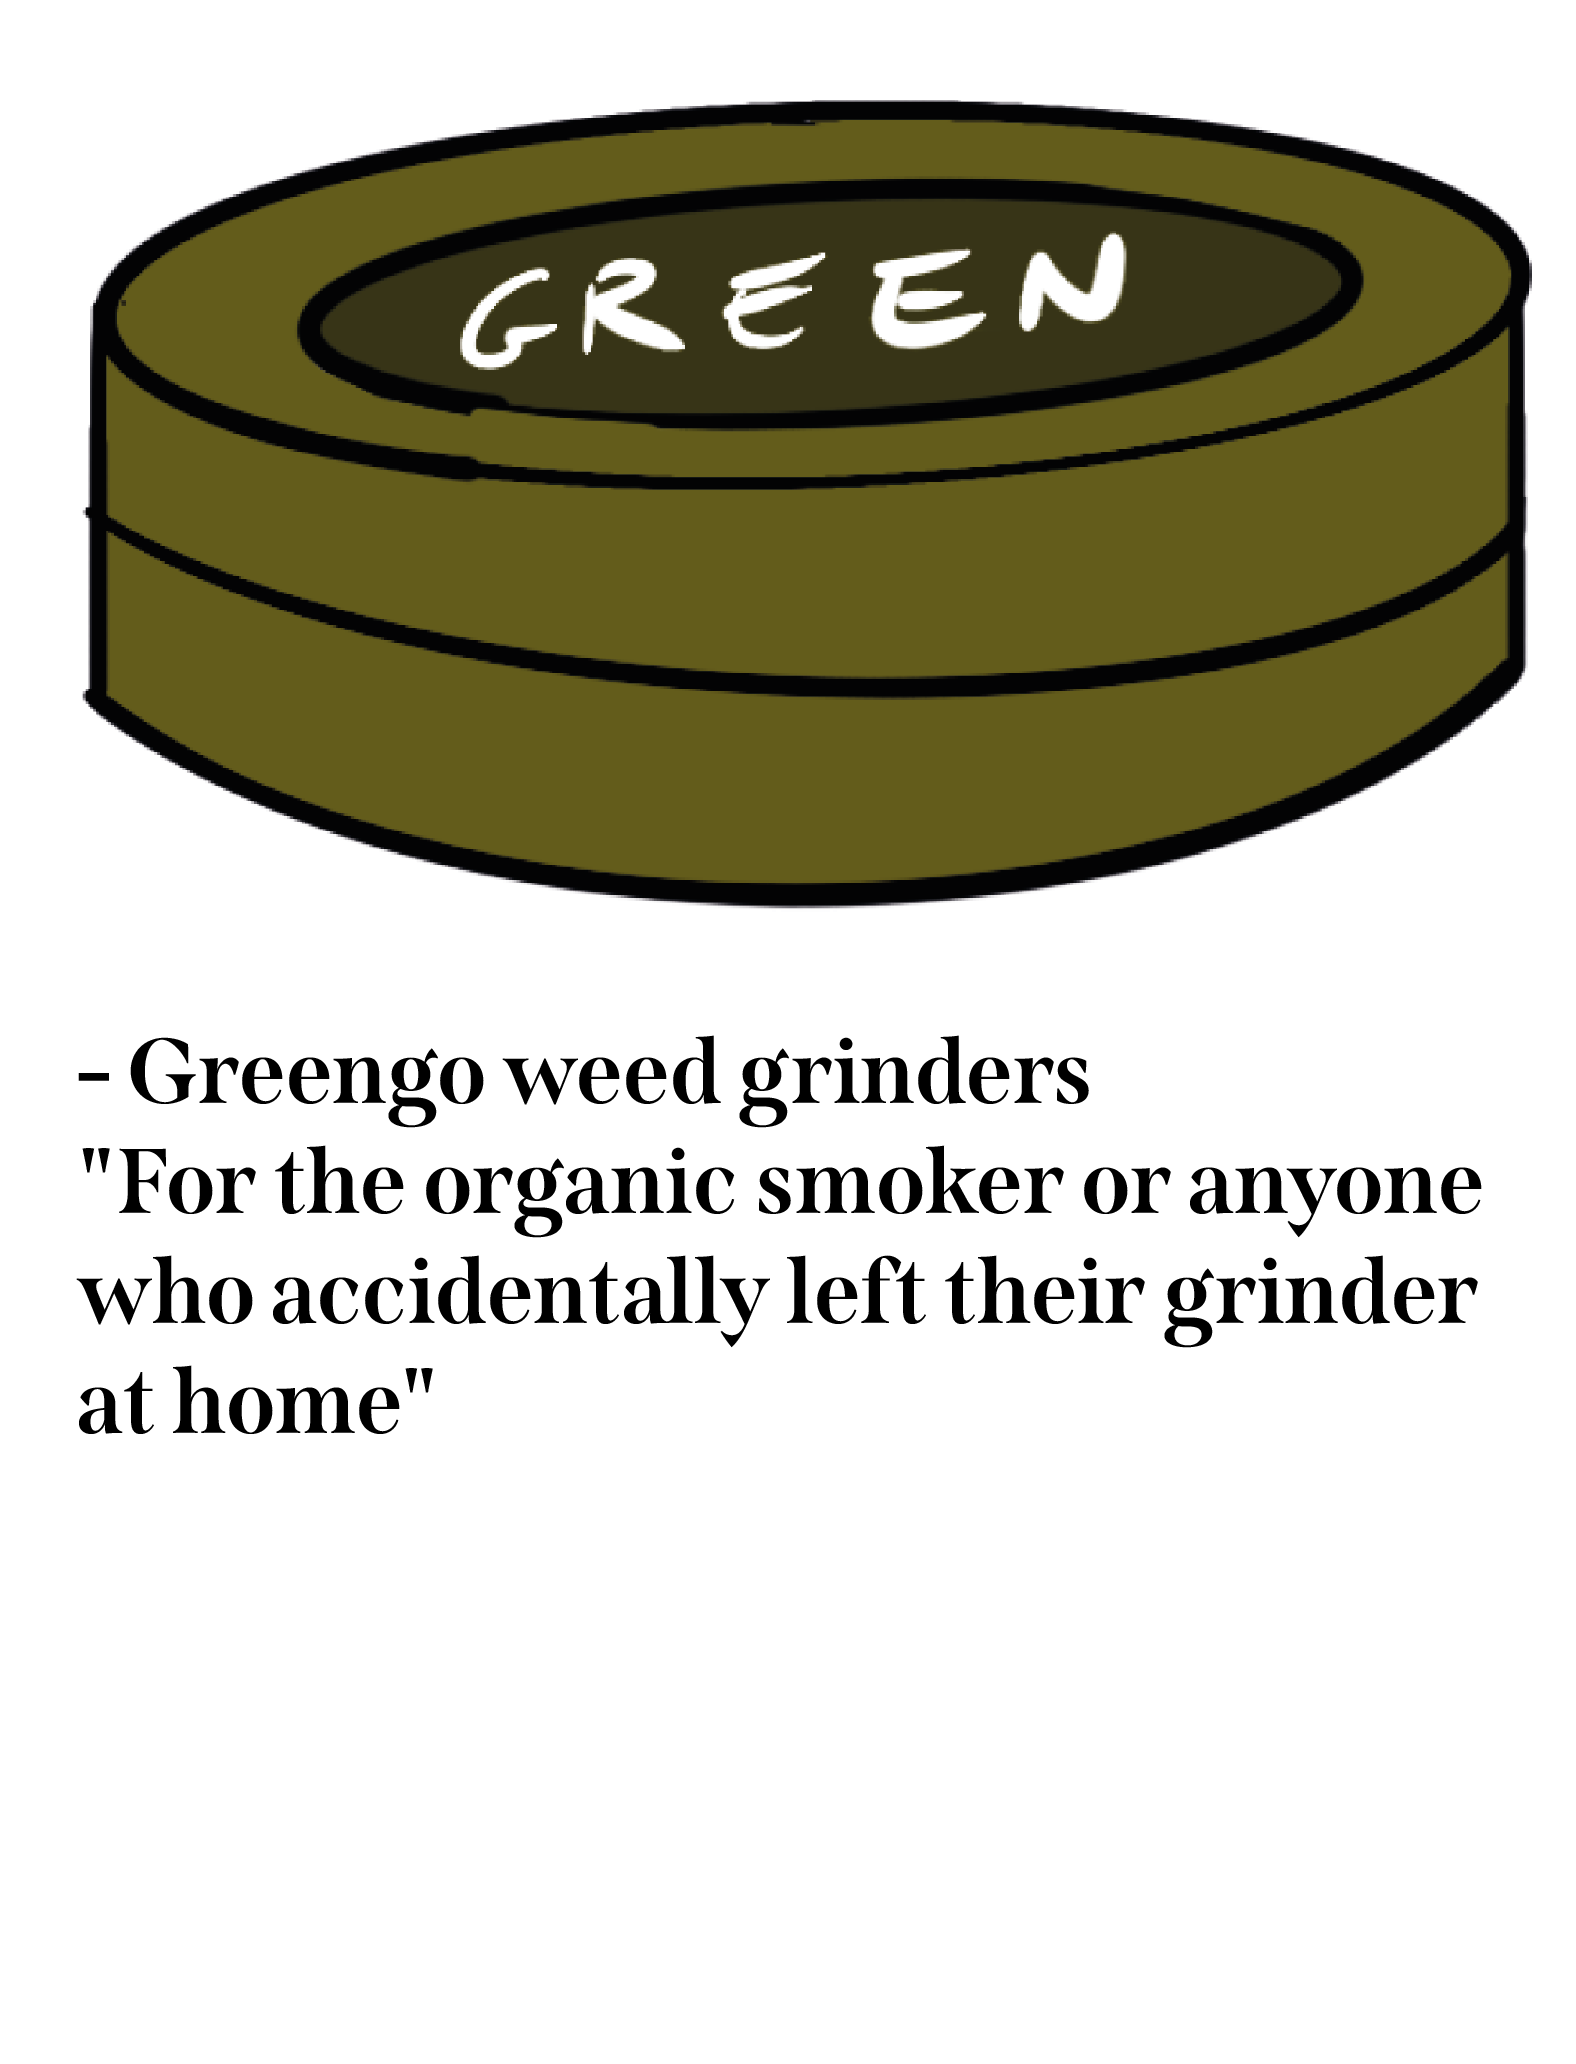 GREEN
- Greengo weed grinders
"For the organic smoker or anyone
who accidentally left their grinder
at home"